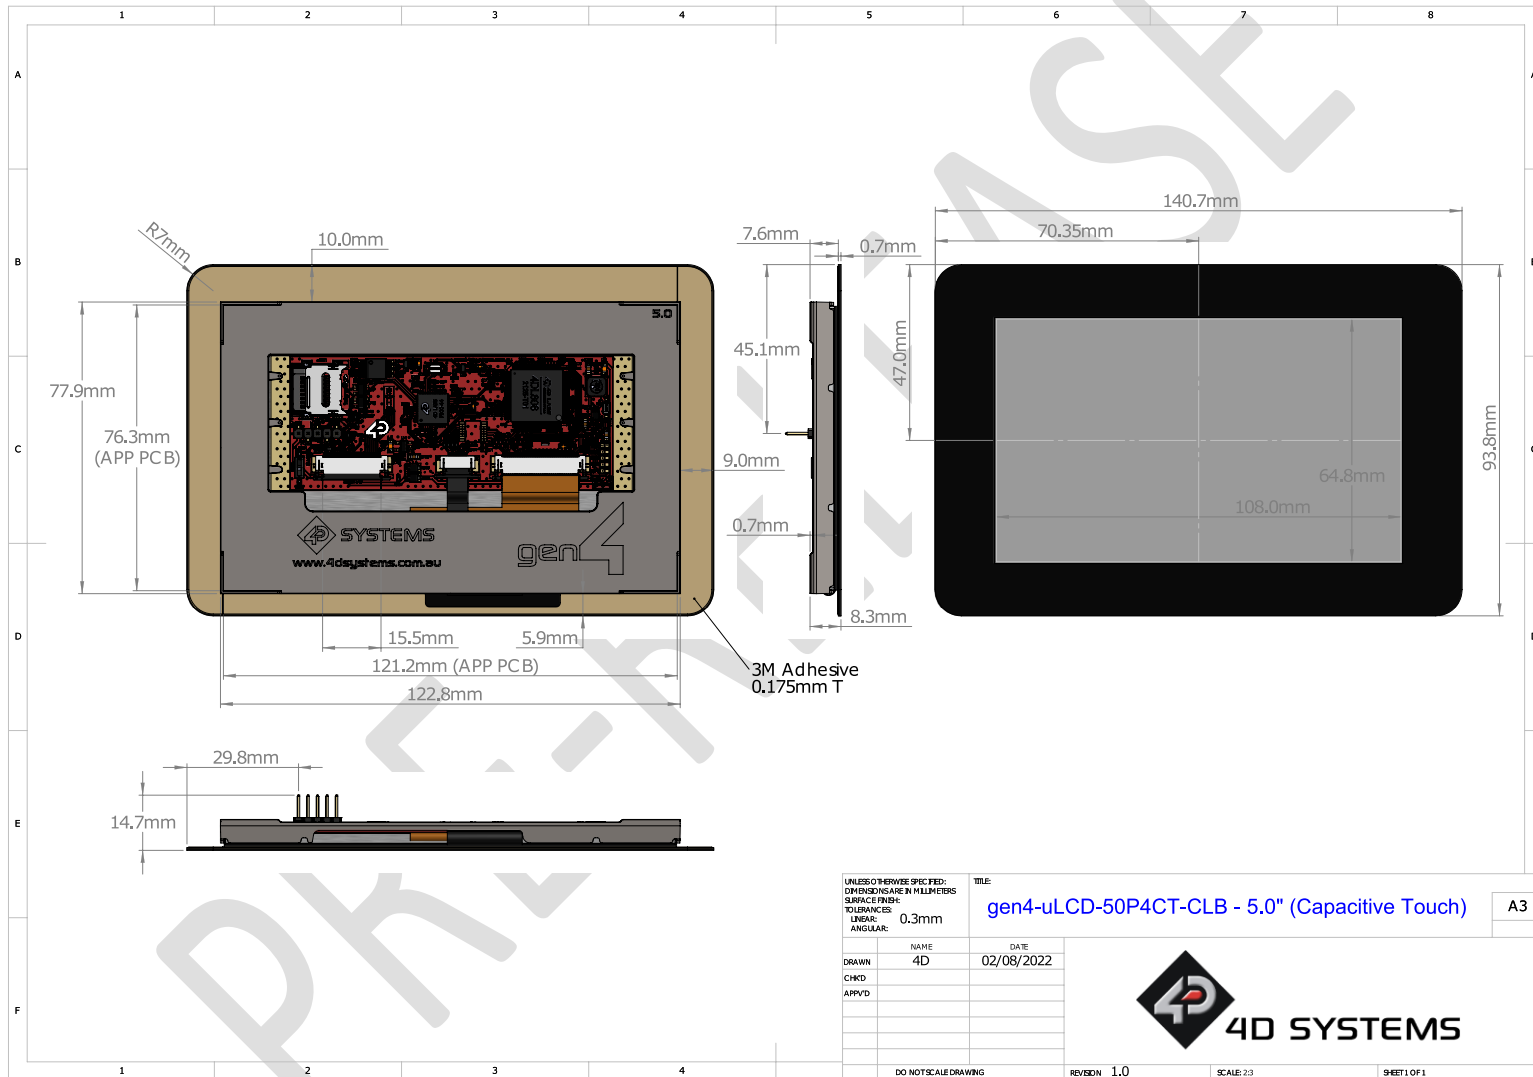 1 2 3 4 5 6 7 8
A
B
C
D
E
F
PRE-RELEASE
R7mm
10.0mm
77.9mm
76.3mm
(APP PCB)
5.0
9.0mm
4D SYSTEMS
www.4dsystems.com.au
gen4
15.5mm
5.9mm
121.2mm (APP PCB)
122.8mm
3M Adhesive
0.175mm T
7.6mm
0.7mm
45.1mm
0.7mm
8.3mm
140.7mm
70.35mm
47.0mm
93.8mm
64.8mm
108.0mm
29.8mm
14.7mm
UNLESS OTHERWISE SPECIFIED:
DIMENSIONS ARE IN MILLIMETERS
SURFACE FINISH:
TOLERANCES:
LINEAR: 0.3mm
ANGULAR:
TITLE:
gen4-uLCD-50P4CT-CLB - 5.0" (Capacitive Touch)
A3
NAME DATE
DRAWN 4D 02/08/2022
CHK'D
APPV'D
4D SYSTEMS
DO NOT SCALE DRAWING
REVISION 1.0
SCALE: 2:3
SHEET 1 OF 1
1 2 3 4